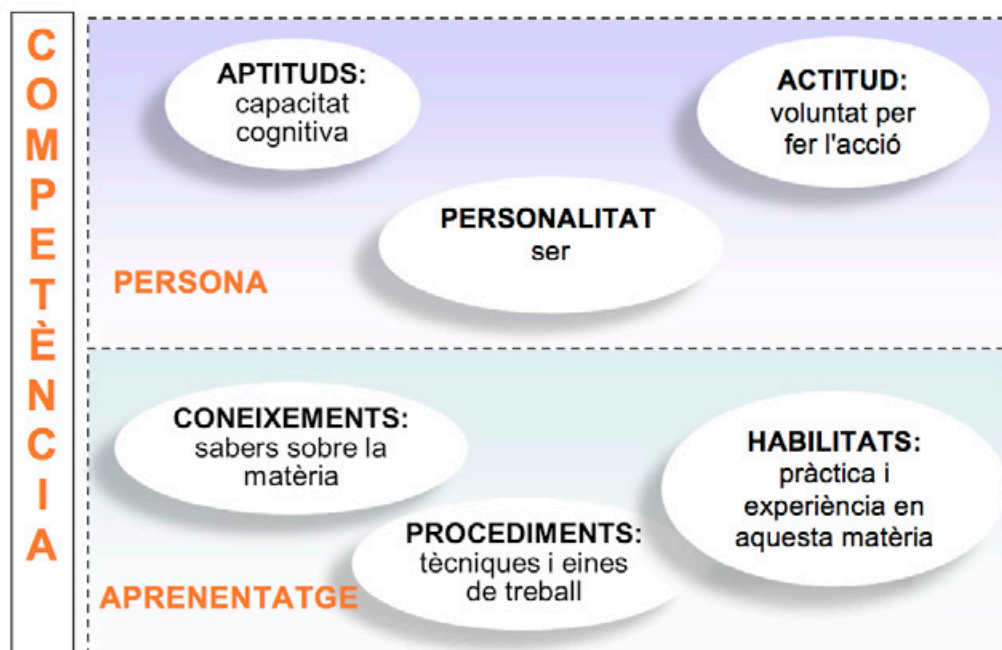 COMPETÈNCIA
APTITUDS:
capacitat
cognitiva
ACTITUD:
voluntat per
fer l'acció
PERSONALITAT
ser
PERSONA
CONEIXEMENTS:
sabers sobre la
matèria
HABILITATS:
pràctica i
experiència en
aquesta matèria
PROCEDIMENTS:
tècniques i eines
de treball
APRENENTATGE